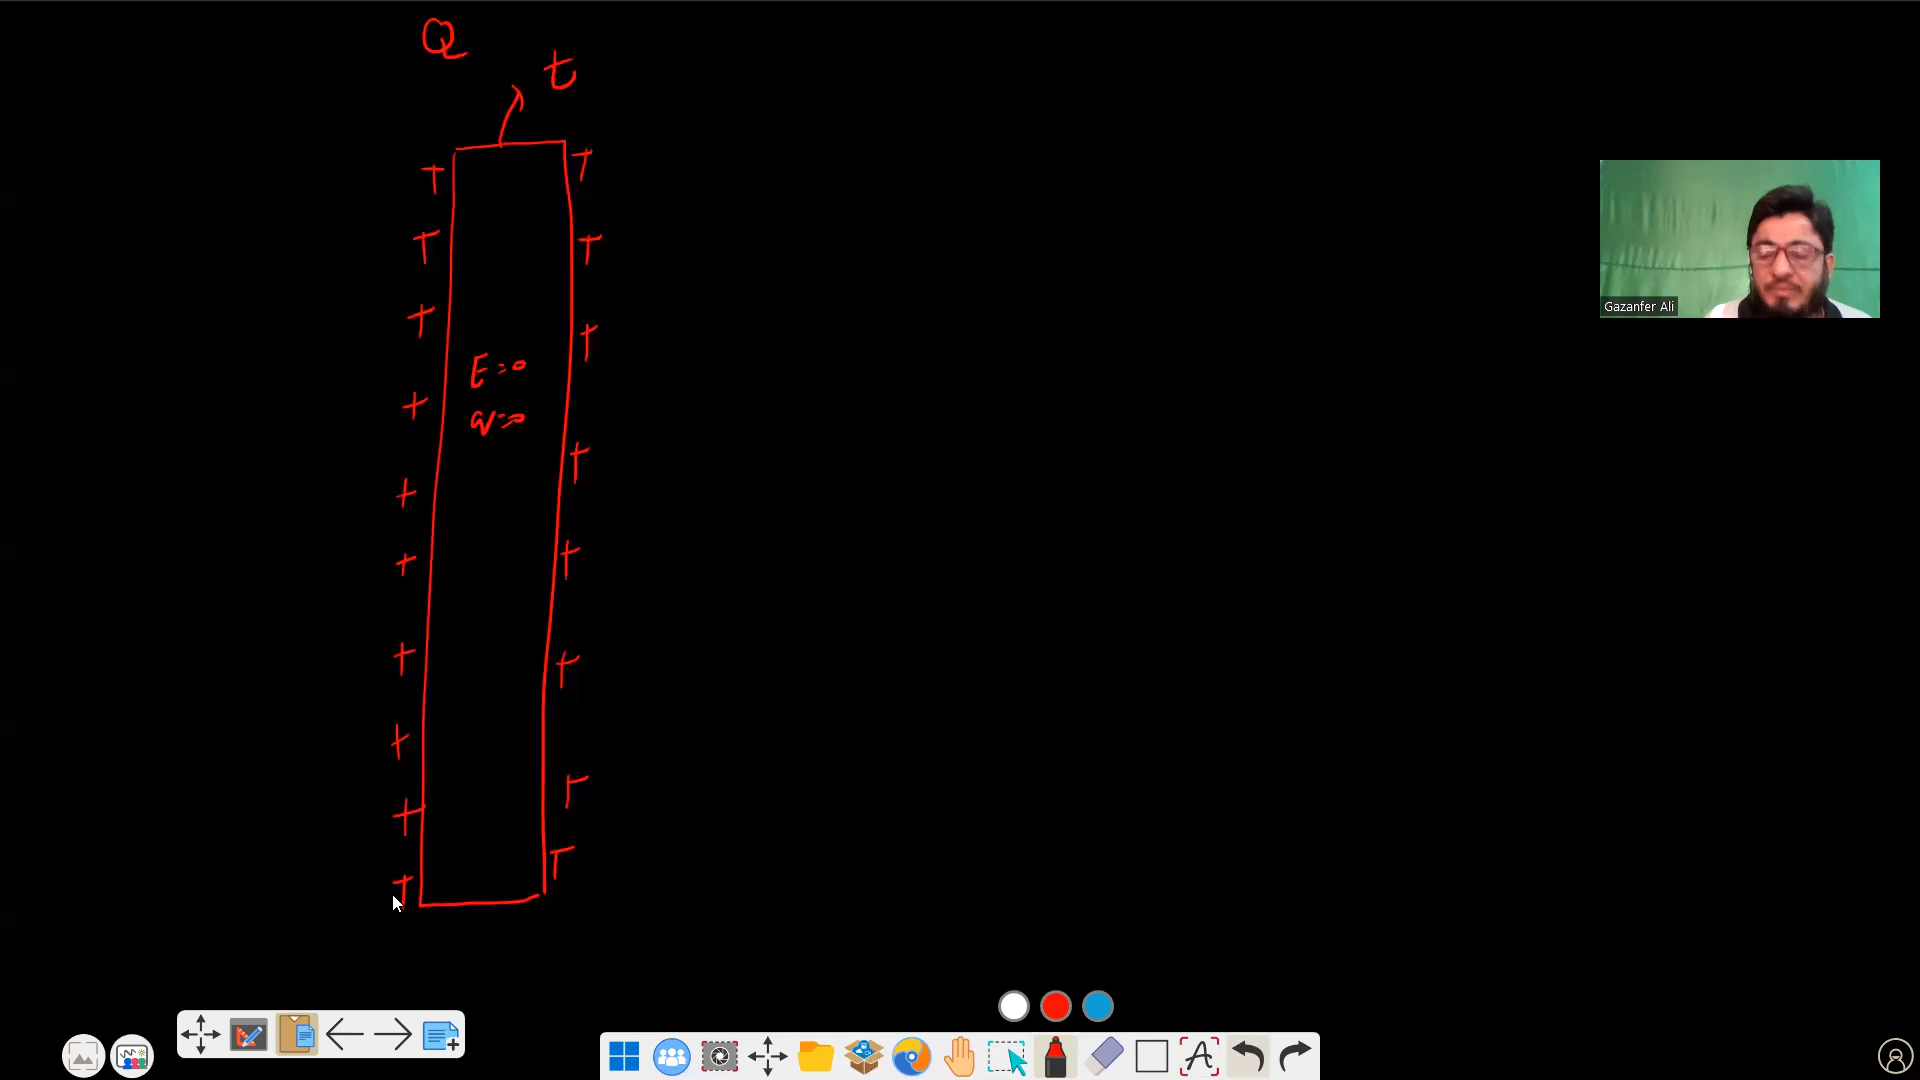 Q
t
+ +
+ +
+ +
E=0
q=0
+ +
+ +
+ +
+ +
+ +
+ +
+
Gazanfer Ali